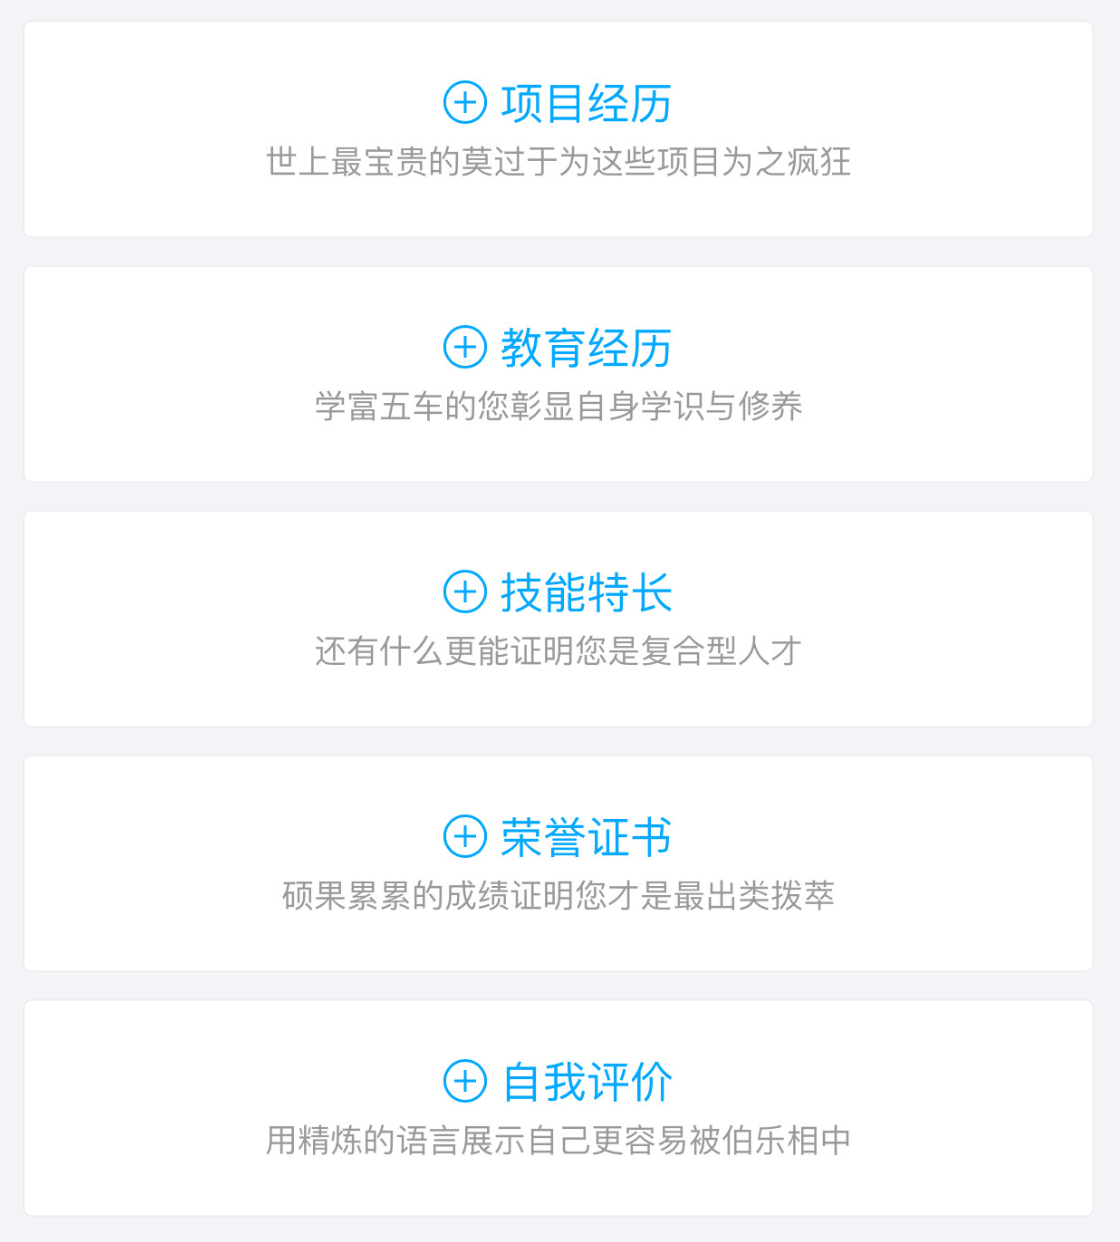 项目经历
世上最宝贵的莫过于为这些项目为之疯狂
教育经历
学富五车的您彰显自身学识与修养
技能特长
还有什么更能证明您是复合型人才
荣誉证书
硕果累累的成绩证明您才是最出类拨萃
自我评价
用精炼的语言展示自己更容易被伯乐相中